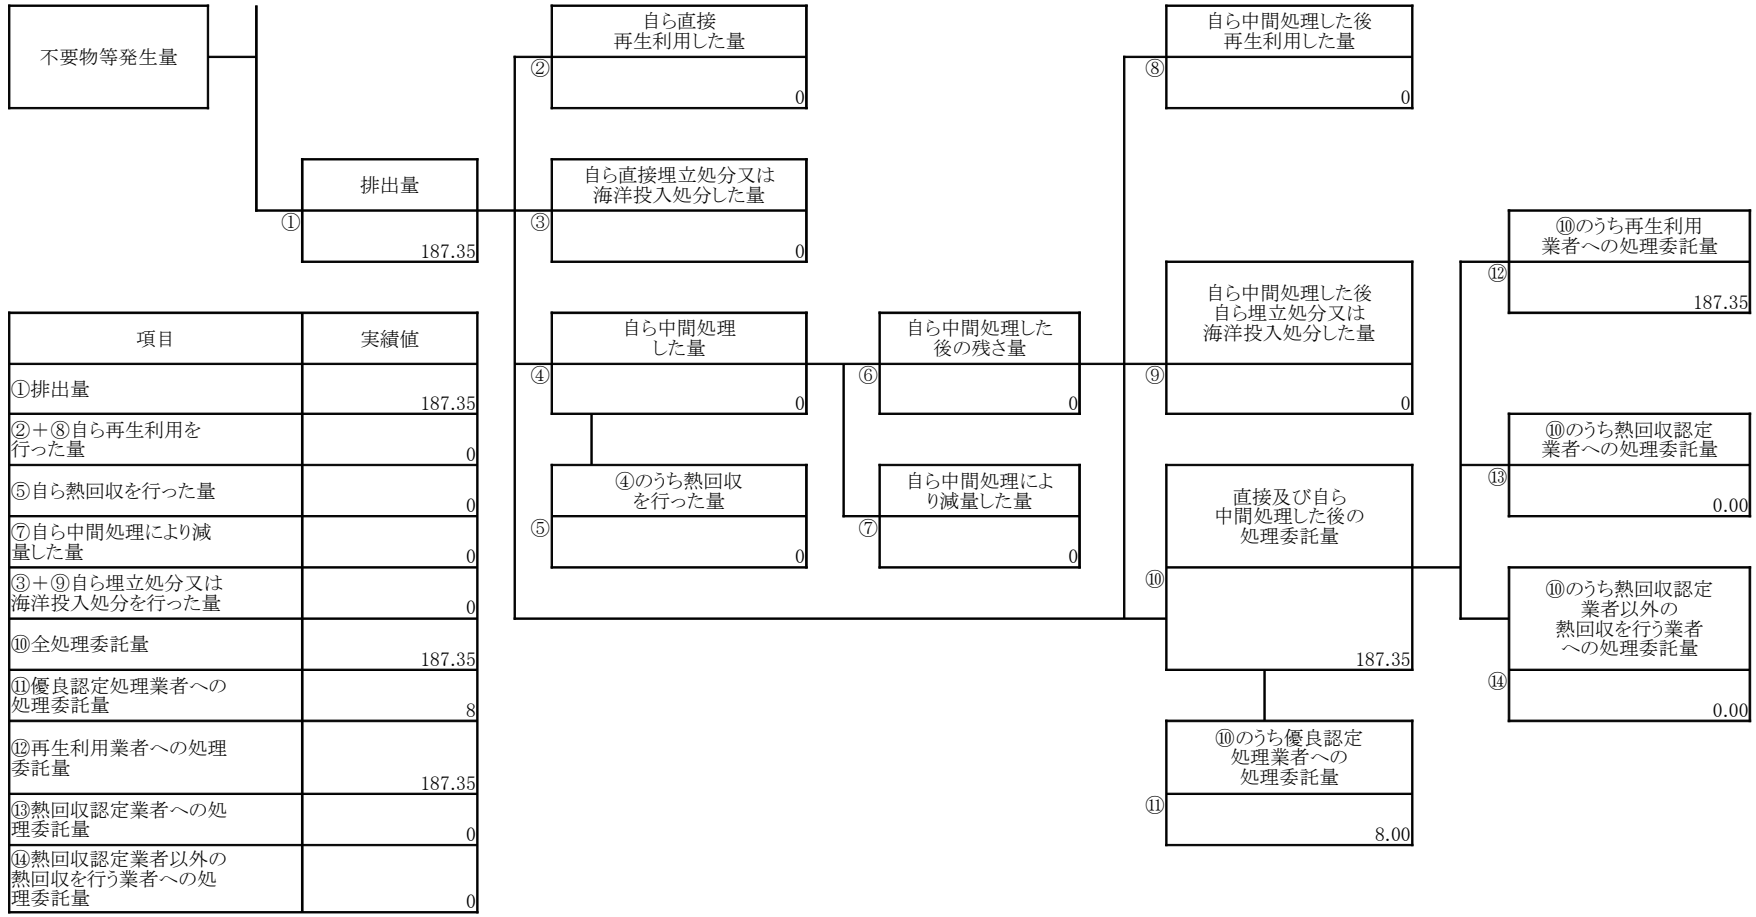 不要物等発生量
自ら直接
再生利用した量
②
0
自ら中間処理した後
再生利用した量
⑧
0
排出量
①
187.35
自ら直接埋立処分又は
海洋投入処分した量
③
0
⑩のうち再生利用
業者への処理委託量
⑫
187.35
自ら中間処理した後
自ら埋立処分又は
海洋投入処分した量
⑨
0
自ら中間処理
した量
④
0
自ら中間処理した
後の残さ量
⑥
0
⑩のうち熱回収認定
業者への処理委託量
⑬
0.00
④のうち熱回収
を行った量
⑤
0
自ら中間処理によ
り減量した量
⑦
0
直接及び自ら
中間処理した後の
処理委託量
⑩
187.35
⑩のうち熱回収認定
業者以外の
熱回収を行う業者
への処理委託量
⑭
0.00
⑩のうち優良認定
処理業者への
処理委託量
⑪
8.00
項目 実績値
①排出量 187.35
②+⑧自ら再生利用を
行った量 0
⑤自ら熱回収を行った量 0
⑦自ら中間処理により減
量した量 0
③+⑨自ら埋立処分又は
海洋投入処分を行った量 0
⑩全処理委託量 187.35
⑪優良認定処理業者への
処理委託量 8
⑫再生利用業者への処理
委託量 187.35
⑬熱回収認定業者への処
理委託量 0
⑭熱回収認定業者以外の
熱回収を行う業者への処
理委託量 0